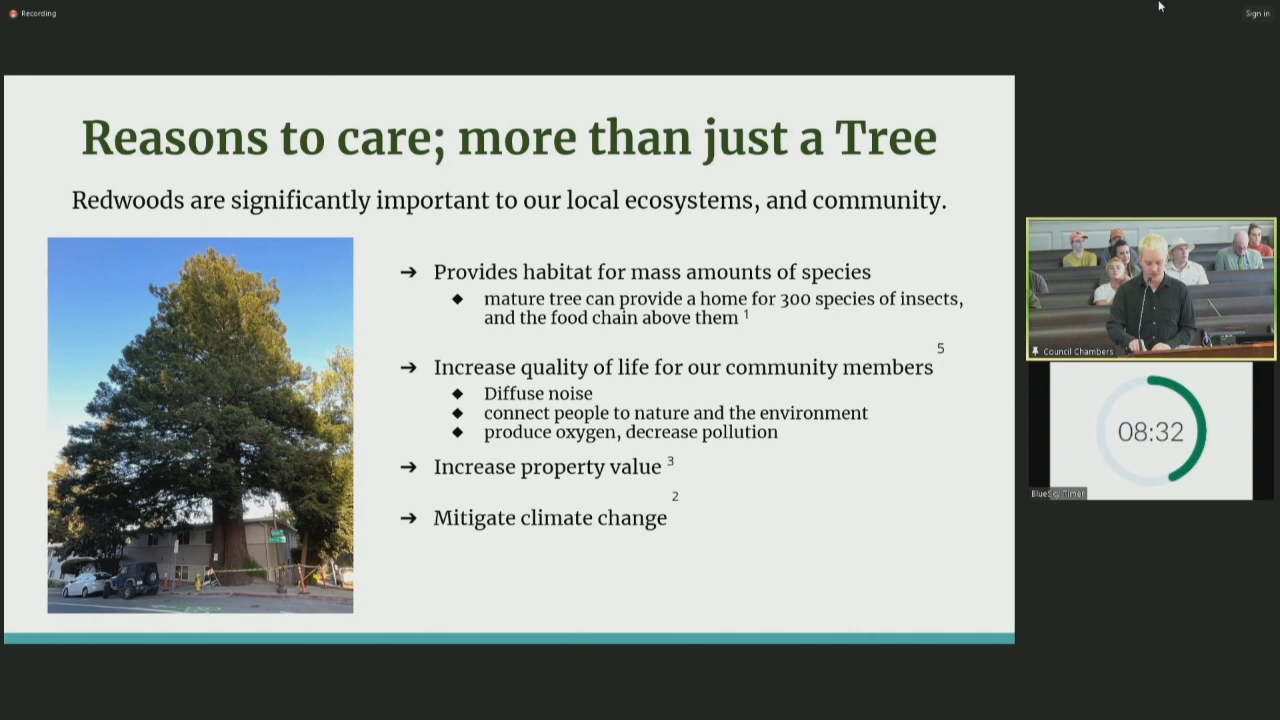 Recording
Sign in
Reasons to care; more than just a Tree
Redwoods are significantly important to our local ecosystems, and community.
➔ Provides habitat for mass amounts of species
◆ mature tree can provide a home for 300 species of insects,
and the food chain above them 1
➔ Increase quality of life for our community members 5
◆ Diffuse noise
◆ connect people to nature and the environment
◆ produce oxygen, decrease pollution
➔ Increase property value 3
➔ Mitigate climate change 2
Council Chambers
08:32
BlueSky Timer